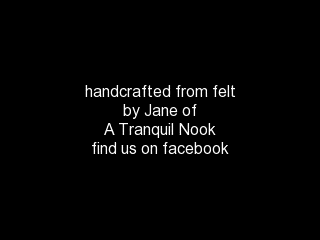 handcrafted from felt
by Jane of
A Tranquil Nook
find us on facebook